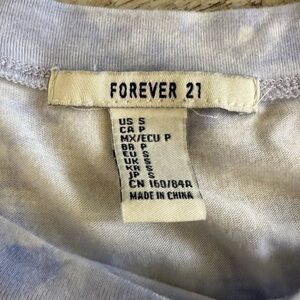 FOREVER 21
US S
CA P
MX/ECU P
BR P
EU S
UK S
KR S
JP S
CN 160/84A
MADE IN CHINA